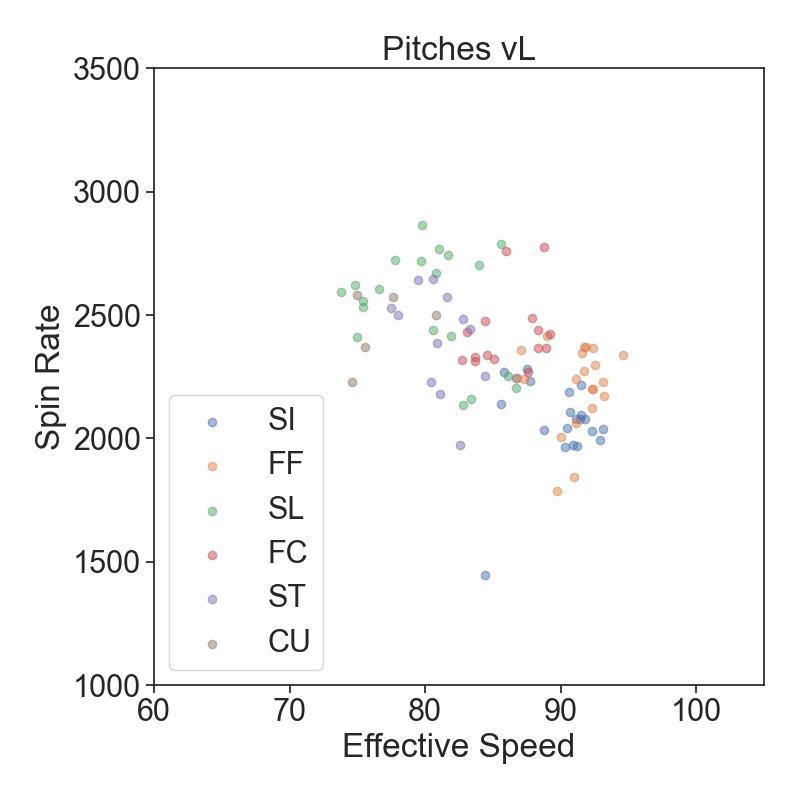 Pitches vL
3500
3000
2500
2000
1500
1000
Spin Rate
SI
FF
SL
FC
ST
CU
60 70 80 90 100
Effective Speed